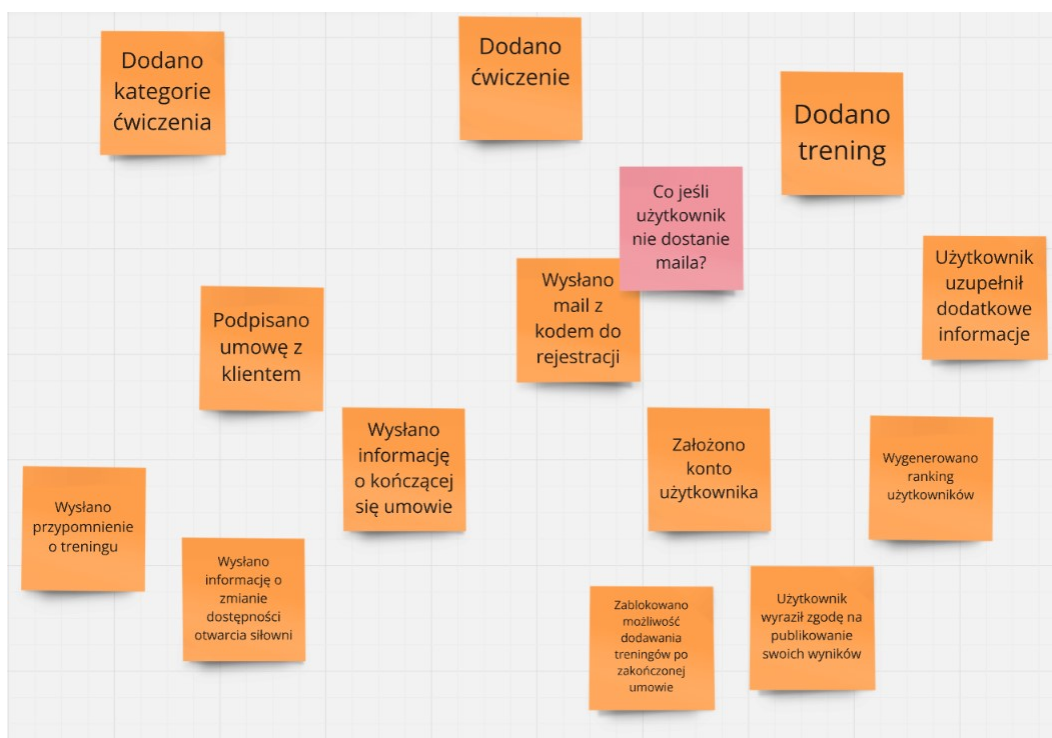 Dodano
kategorie
ćwiczenia
Dodano
ćwiczenie
Dodano
trening
Co jeśli
użytkownik
nie dostanie
maila?
Wysłano
mail z
kodem do
rejestracji
Użytkownik
uzupełnił
dodatkowe
informacje
Podpisano
umowę z
klientem
Wysłano
informację
o kończącej
się umowie
Założono
konto
użytkownika
Wygenerowano
ranking
użytkowników
Wysłano
przypomnienie
o treningu
Wysłano
informację o
zmianie
dostępności
otwarcia siłowni
Zablokowano
możliwość
dodawania
treningów po
zakończonej
umowie
Użytkownik
wyraził zgodę na
publikowanie
swoich wyników